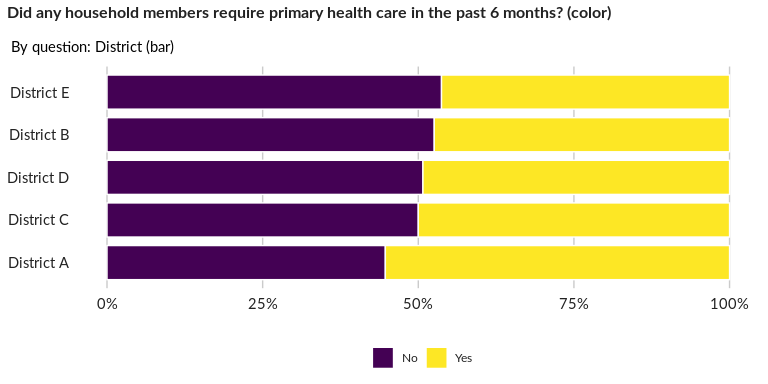 Did any household members require primary health care in the past 6 months? (color)
By question: District (bar)
District E
District B
District D
District C
District A
0% 25% 50% 75% 100%
No Yes